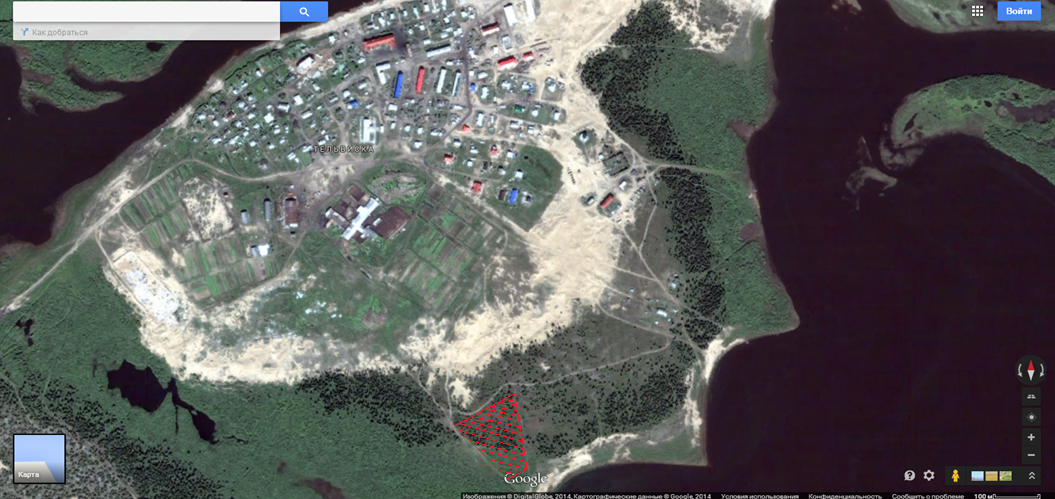 Войти
Как добраться
ТЕЛЬВИСКА
Карта
Google
Изображения © DigitalGlobe, 2014, Картографические данные © Google, 2014 Условия использования Конфиденциальность Сообщить о проблеме 100 м